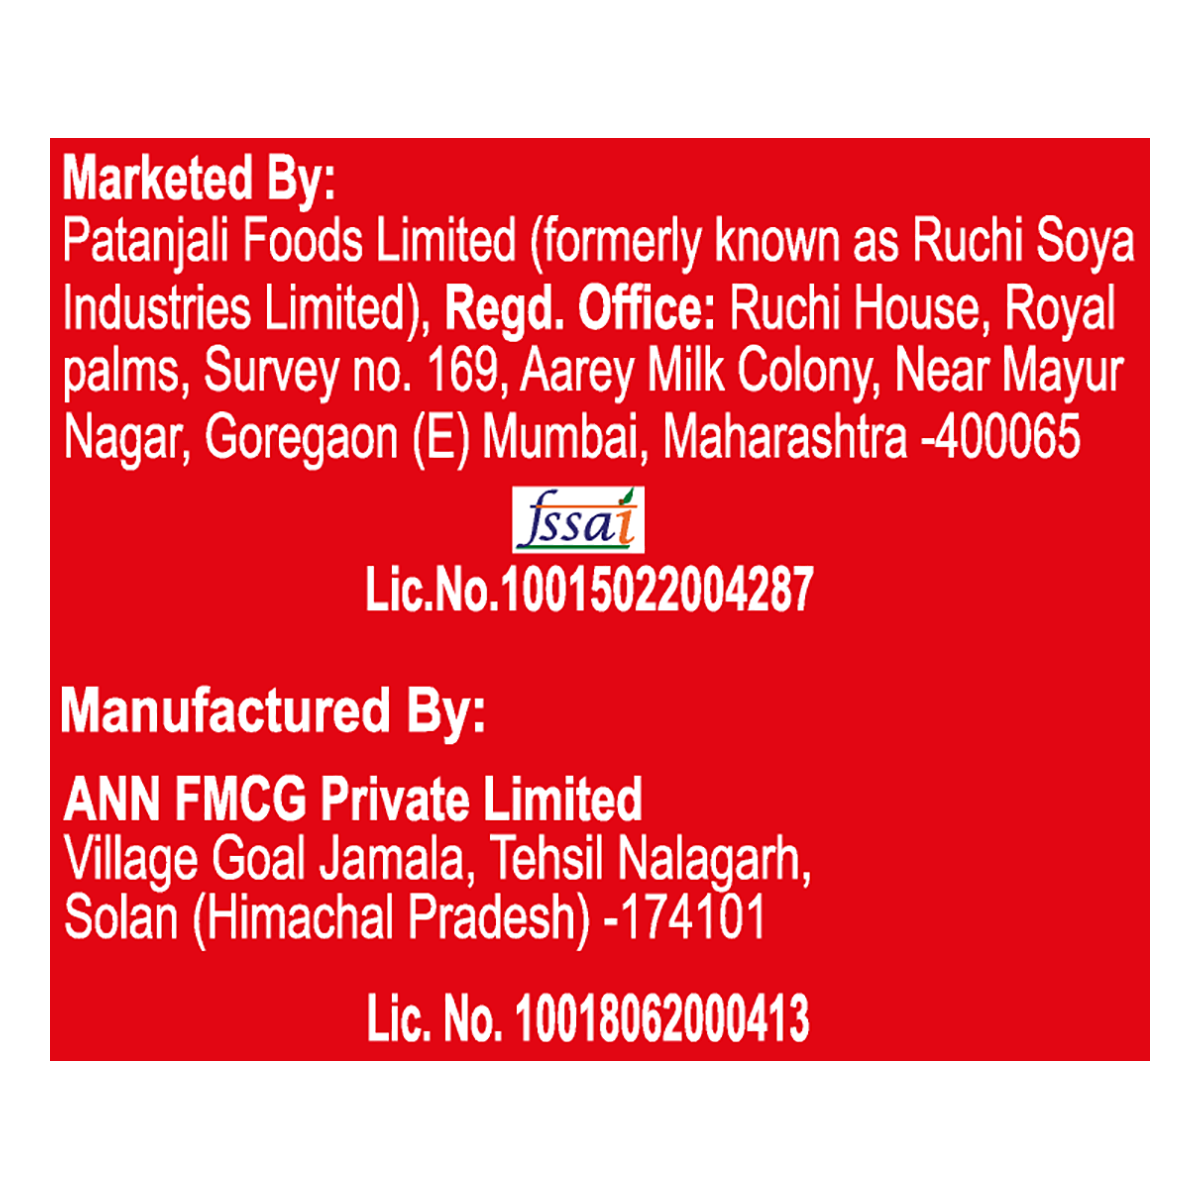 Marketed By:
Patanjali Foods Limited (formerly known as Ruchi Soya
Industries Limited), Regd. Office: Ruchi House, Royal
palms, Survey no. 169, Aarey Milk Colony, Near Mayur
Nagar, Goregaon (E) Mumbai, Maharashtra -400065
fssai
Lic.No.10015022004287
Manufactured By:
ANN FMCG Private Limited
Village Goal Jamala, Tehsil Nalagarh,
Solan (Himachal Pradesh) -174101
Lic. No. 10018062000413